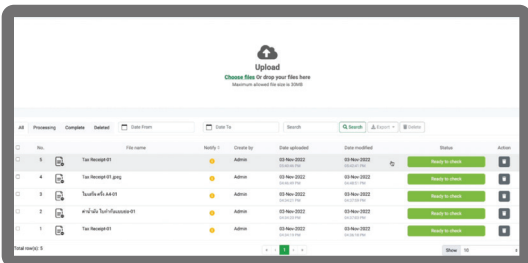 Upload
Choose files Or drop your files here
Maximum allowed file size is 30MB
All Processing Complete Deleted Date From Date To Search Search Export Delete
No. File name Notify Create by Date uploaded Date modified Status Action
5 Tax Receipt-01 Admin 03-Nov-2022 03-Nov-2022 Ready to check
4 Tax Receipt-01.jpeg Admin 03-Nov-2022 03-Nov-2022 Ready to check
3 Admin 03-Nov-2022 03-Nov-2022 Ready to check
2 Admin 03-Nov-2022 03-Nov-2022 Ready to check
1 Tax Receipt-01 Admin 03-Nov-2022 03-Nov-2022 Ready to check
Total row(s): 5 1 Show 10